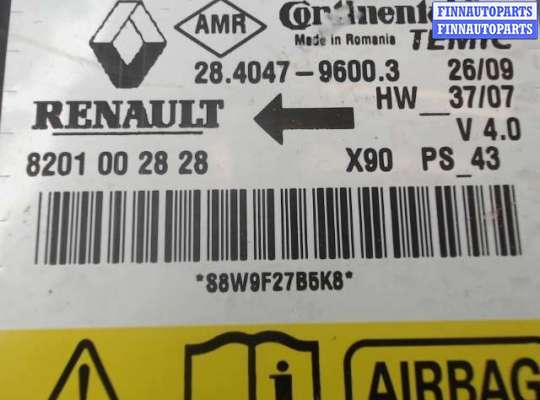 FINNAUTOPARTS
FINNAUTOPARTS
AMR
Continental
Made in Romania TEMIC
28.4047-9600.3 26/09
HW_37/07
RENAULT
V 4.0
8201 00 28 28 X90 PS_43
*S8W9F27B5K8*
i AIRBAG